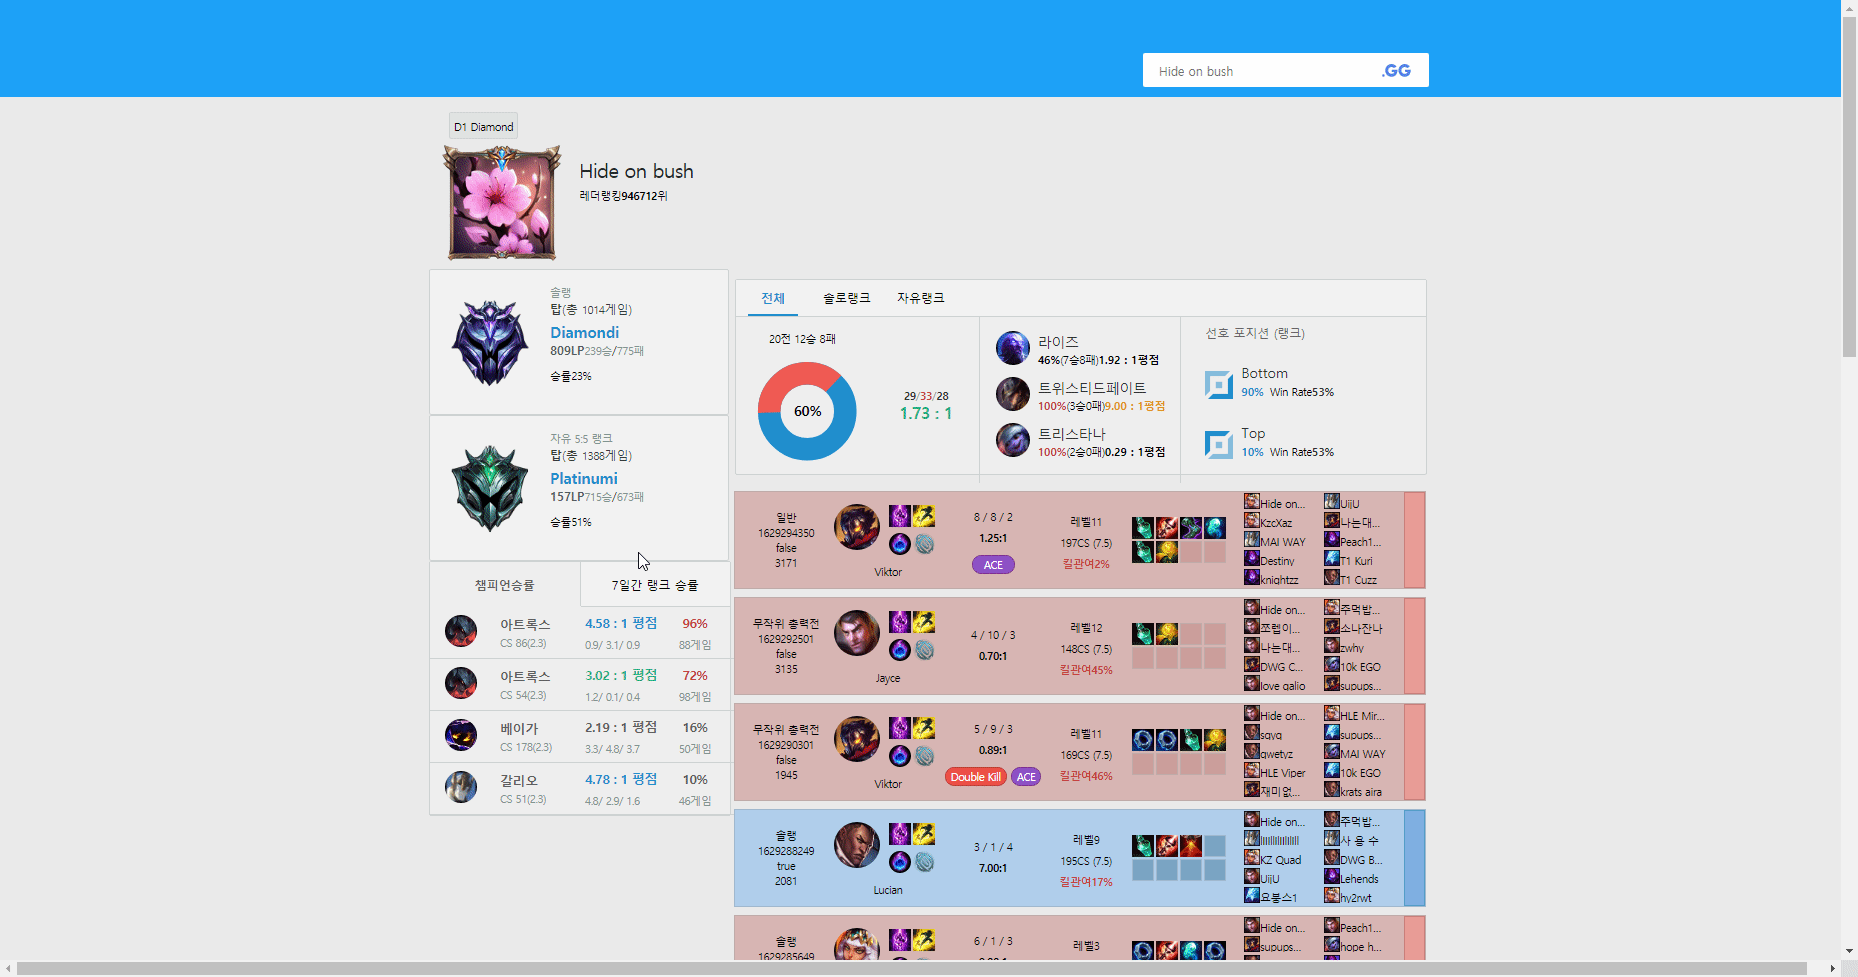 Hide on bush
.GG
D1 Diamond
Hide on bush
레더랭킹946712위
솔랭
탑(총 1014게임)
Diamondi
809LP239승/775패
승률23%
자유 5:5 랭크
탑(총 1388게임)
Platinumi
157LP715승/673패
승률51%
챔피언승률
7일간 랭크 승률
아트록스 4.58 : 1 평점 96%
CS 86(2.3) 0.9/ 3.1/ 0.9 88게임
아트록스 3.02 : 1 평점 72%
CS 54(2.3) 1.2/ 0.1/ 0.4 98게임
베이가 2.19 : 1 평점 16%
CS 178(2.3) 3.3/ 4.8/ 3.7 50게임
갈리오 4.78 : 1 평점 10%
CS 51(2.3) 4.8/ 2.9/ 1.6 46게임
전체 솔로랭크 자유랭크
20전 12승 8패
60%
29/33/28
1.73 : 1
라이즈
46%(7승8패)1.92 : 1평점
트위스티드페이트
100%(3승0패)9.00 : 1평점
트리스타나
100%(2승0패)0.29 : 1평점
선호 포지션 (랭크)
Bottom
90% Win Rate53%
Top
10% Win Rate53%
일반
1629294350
false
3171
Viktor
8 / 8 / 2
1.25:1
ACE
레벨11
197CS (7.5)
킬관여2%
Hide on... UijU
KzcXaz 나는대...
MAI WAY Peach1...
Destiny T1 Kuri
knightzz T1 Cuzz
무작위 총력전
1629292501
false
3135
Jayce
4 / 10 / 3
0.70:1
레벨12
148CS (7.5)
킬관여45%
Hide on... 주먹밥...
쪼렙이... 소나잔나
나는대... zwhy
DWG C... 10k EGO
love galio supups...
무작위 총력전
1629290301
false
1945
Viktor
5 / 9 / 3
0.89:1
Double Kill ACE
레벨11
169CS (7.5)
킬관여46%
Hide on... HLE Mir...
sqyq supups...
qwetyz MAI WAY
HLE Viper 10k EGO
재미없... krats aira
솔랭
1629288249
true
2081
Lucian
3 / 1 / 4
7.00:1
레벨9
195CS (7.5)
킬관여17%
Hide on... 주먹밥...
사 용 수
KZ Quad DWG B...
UijU Lehends
요붕스1 hy2rwt
솔랭
1629285649
6 / 1 / 3
레벨3
Hide on... Peach1...
supups... hope h...